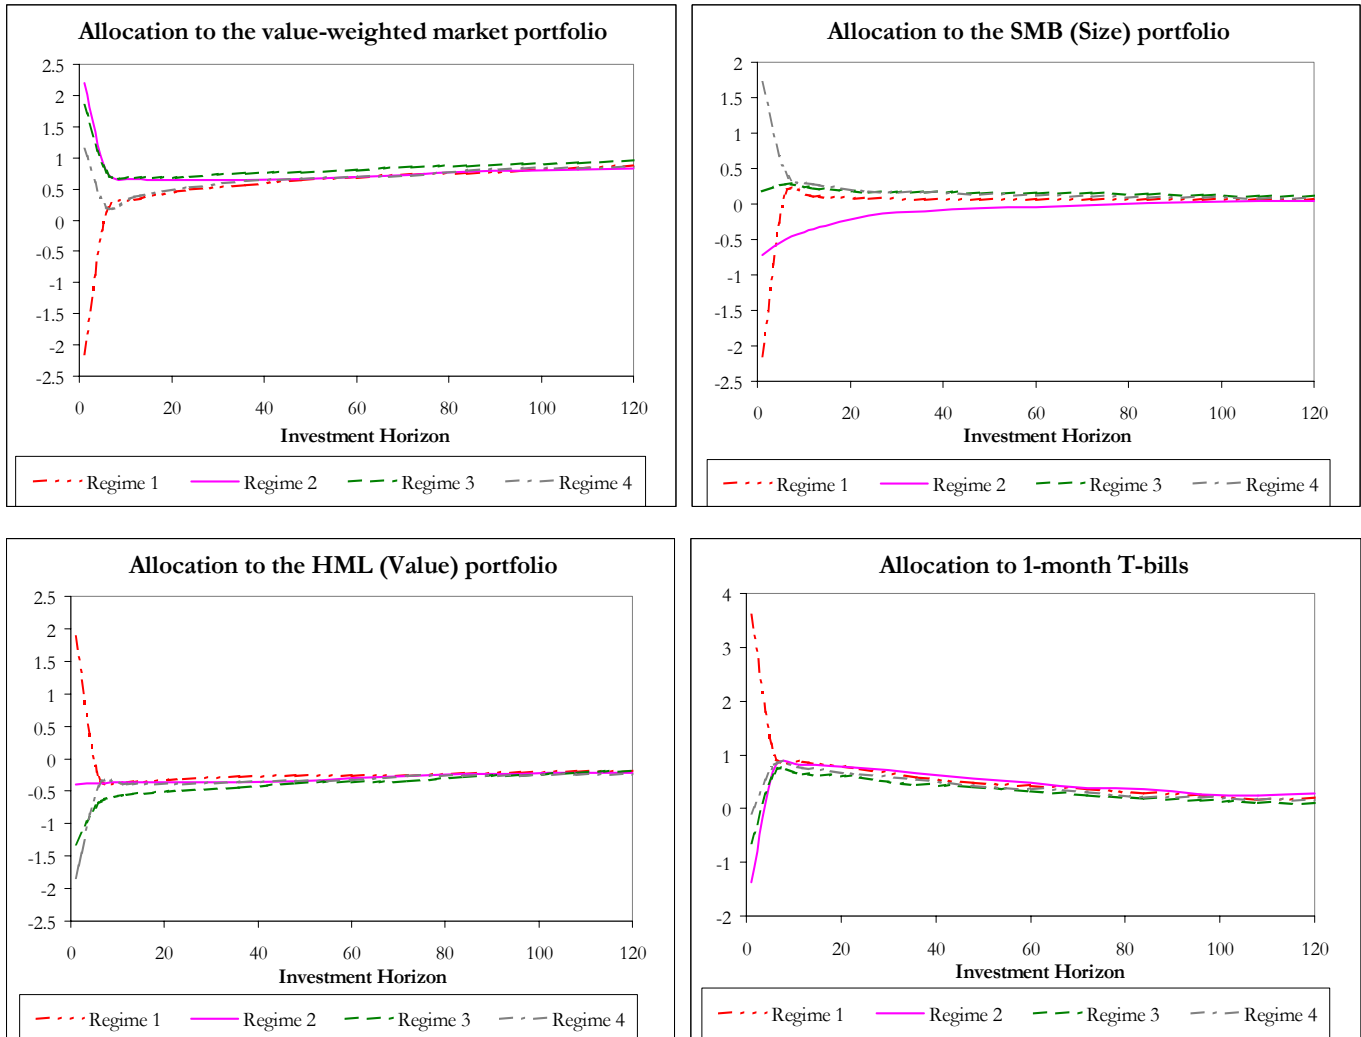 Allocation to the value-weighted market portfolio
2.5
2
1.5
1
0.5
0
-0.5
-1
-1.5
-2
-2.5
0 20 40 60 80 100 120
Investment Horizon
Regime 1 Regime 2 Regime 3 Regime 4
Allocation to the SMB (Size) portfolio
2
1.5
1
0.5
0
-0.5
-1
-1.5
-2
-2.5
0 20 40 60 80 100 120
Investment Horizon
Regime 1 Regime 2 Regime 3 Regime 4
Allocation to the HML (Value) portfolio
2.5
2
1.5
1
0.5
0
-0.5
-1
-1.5
-2
-2.5
0 20 40 60 80 100 120
Investment Horizon
Regime 1 Regime 2 Regime 3 Regime 4
Allocation to 1-month T-bills
4
3
2
1
0
-1
-2
0 20 40 60 80 100 120
Investment Horizon
Regime 1 Regime 2 Regime 3 Regime 4